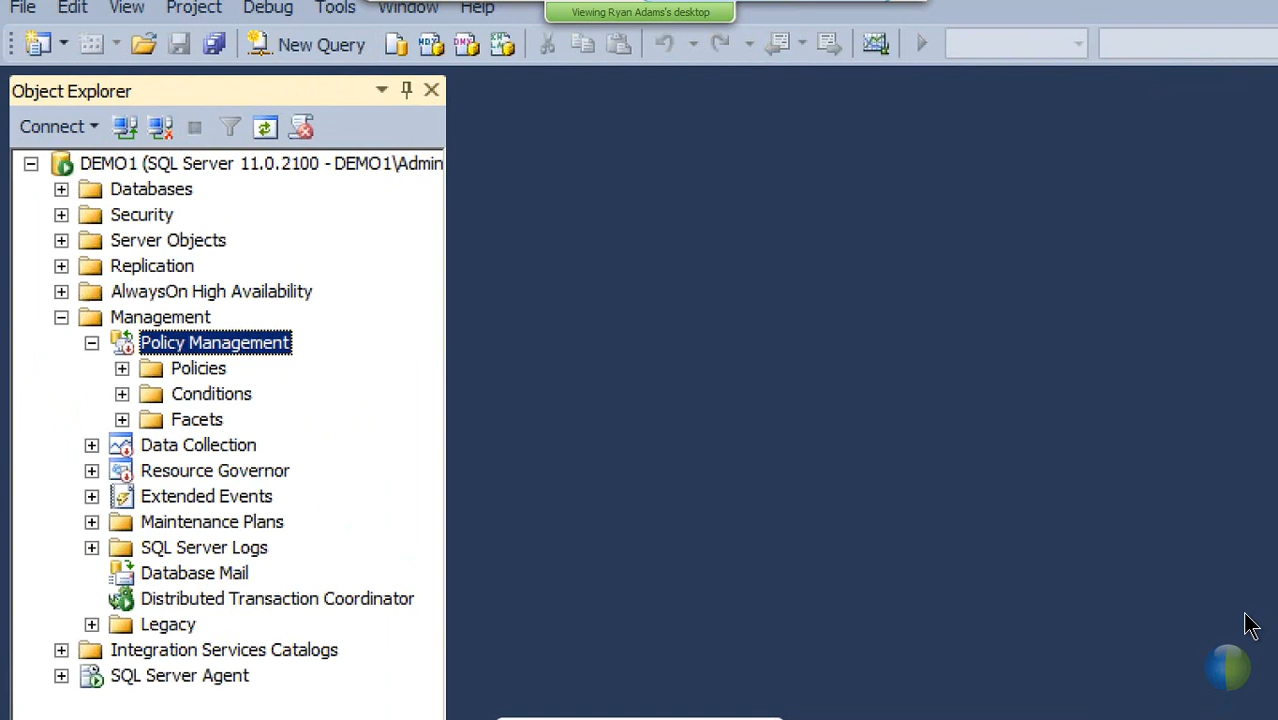 File Edit View Project Debug Tools Window Help
Viewing Ryan Adams's desktop
New Query
Object Explorer
Connect
DEMO1 (SQL Server 11.0.2100 - DEMO1\Admin
Databases
Security
Server Objects
Replication
AlwaysOn High Availability
Management
Policy Management
Policies
Conditions
Facets
Data Collection
Resource Governor
Extended Events
Maintenance Plans
SQL Server Logs
Database Mail
Distributed Transaction Coordinator
Legacy
Integration Services Catalogs
SQL Server Agent